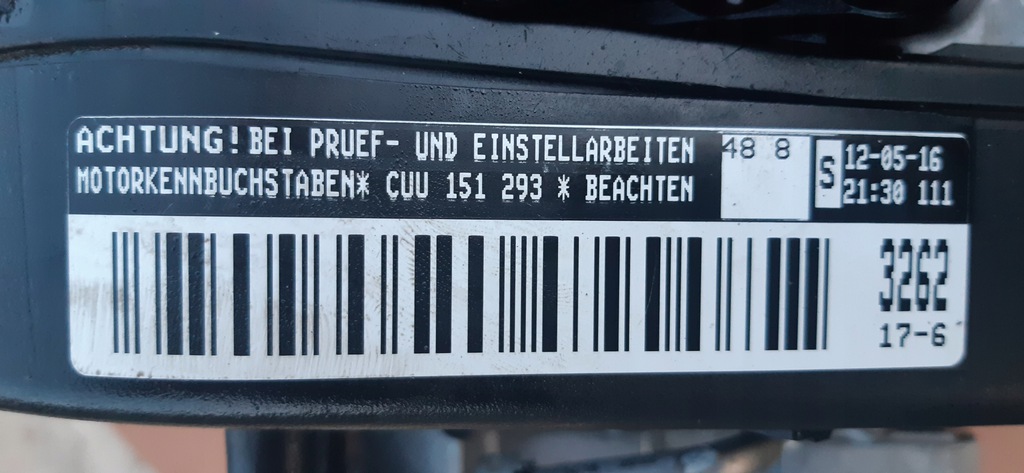 ACHTUNG! BEI PRUEF- UND EINSTELLARBEITEN
MOTORKENNBUCHSTABEN* CUU 151 293 * BEACHTEN
48 8
S
12-05-16
21:30 111
3262
17-6